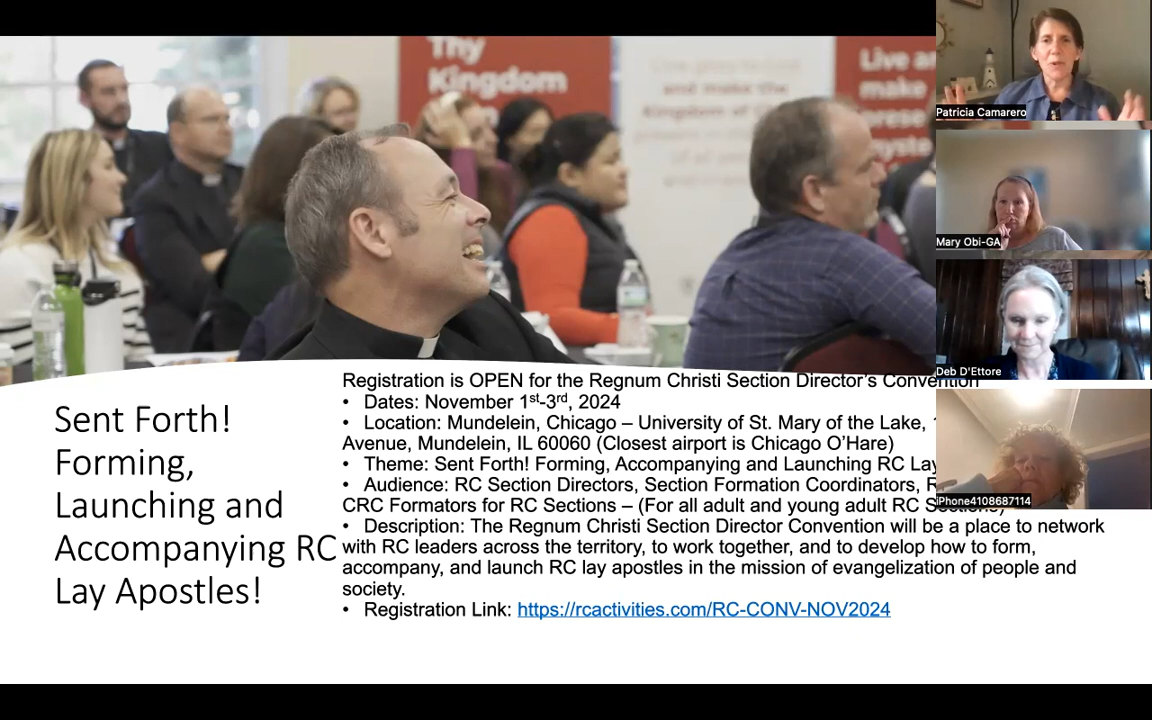 Thy
Kingdom
and make the
Kingdom of
Live a
make
Patricia Camarero
Mary Obi-GA
Deb D'Ettore
iPhone4108687114
Sent Forth!
Forming,
Launching and
Accompanying RC
Lay Apostles!
Registration is OPEN for the Regnum Christi Section Director's Convention
• Dates: November 1st-3rd, 2024
• Location: Mundelein, Chicago – University of St. Mary of the Lake,
Avenue, Mundelein, IL 60060 (Closest airport is Chicago O'Hare)
• Theme: Sent Forth! Forming, Accompanying and Launching RC Lay
• Audience: RC Section Directors, Section Formation Coordinators,
CRC Formators for RC Sections – (For all adult and young adult RC Sections)
• Description: The Regnum Christi Section Director Convention will be a place to network
with RC leaders across the territory, to work together, and to develop how to form,
accompany, and launch RC lay apostles in the mission of evangelization of people and
society.
• Registration Link: https://rcactivities.com/RC-CONV-NOV2024